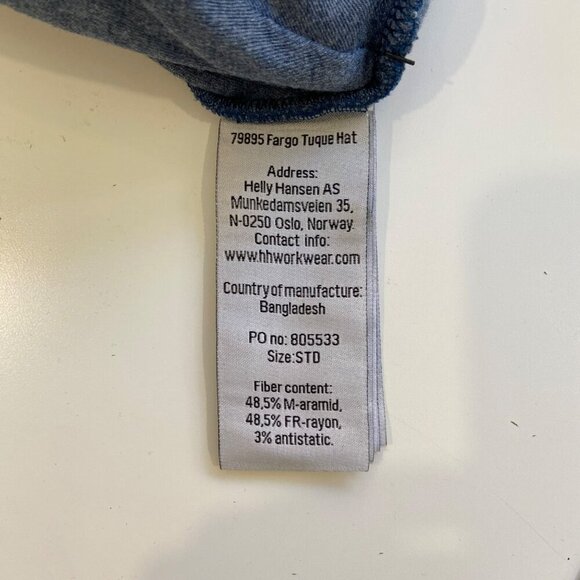 79895 Fargo Tuque Hat
Address:
Helly Hansen AS
Munkedamsveien 35,
N-0250 Oslo, Norway.
Contact info:
www.hhworkwear.com
Country of manufacture:
Bangladesh
PO no: 805533
Size:STD
Fiber content:
48,5% M-aramid,
48,5% FR-rayon,
3% antistatic.